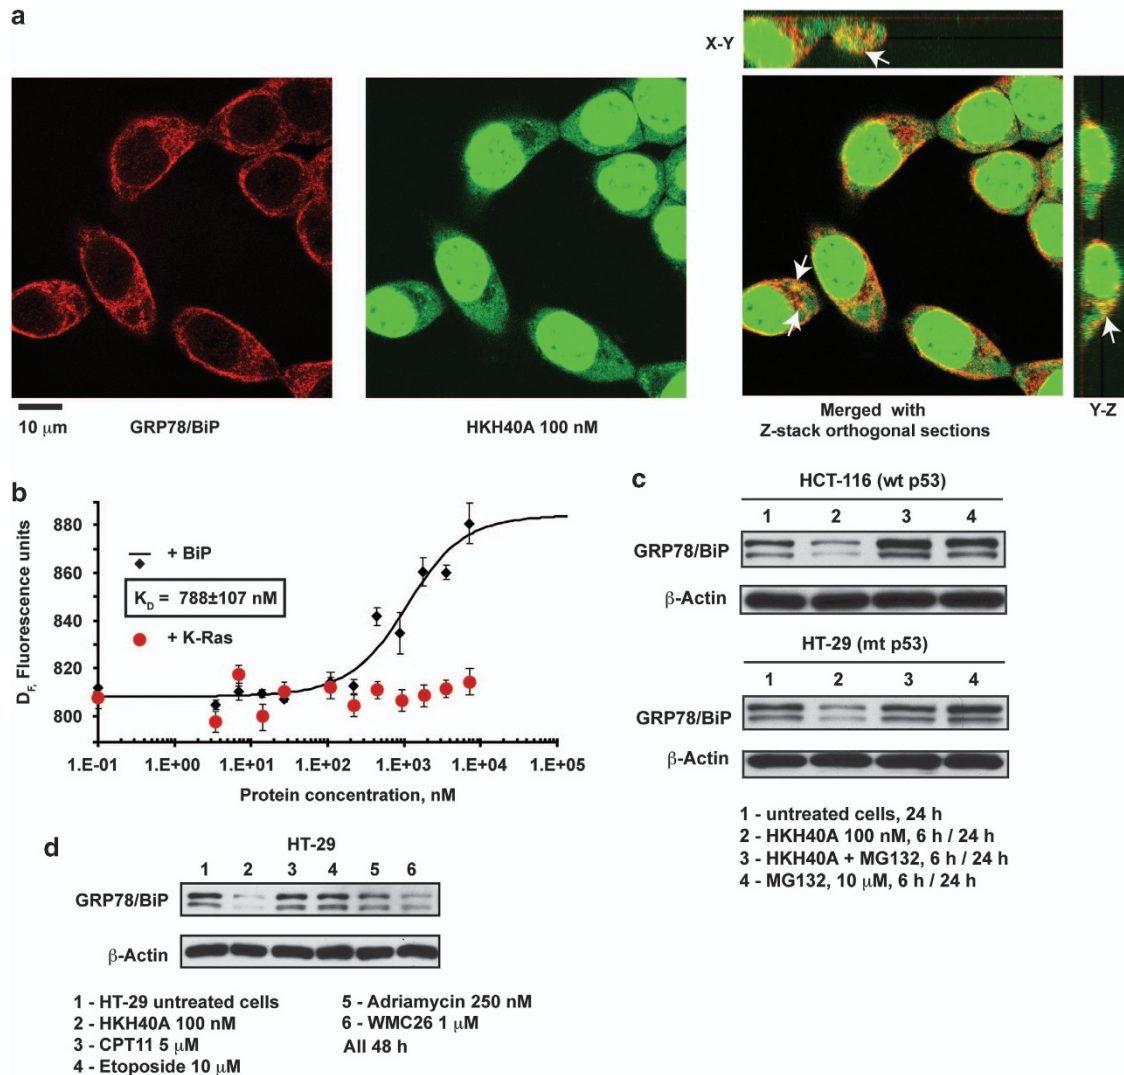 a
X-Y
10 μm
GRP78/BiP
HKH40A 100 nM
Merged with
Z-stack orthogonal sections
Y-Z
b
880
860
840
820
800
D_F, Fluorescence units
+ BiP
K_D = 788±107 nM
+ K-Ras
1.E-01 1.E+00 1.E+01 1.E+02 1.E+03 1.E+04 1.E+05
Protein concentration, nM
c
HCT-116 (wt p53)
1 2 3 4
GRP78/BiP
β-Actin
HT-29 (mt p53)
1 2 3 4
GRP78/BiP
β-Actin
1 - untreated cells, 24 h
2 - HKH40A 100 nM, 6 h / 24 h
3 - HKH40A + MG132, 6 h / 24 h
4 - MG132, 10 μM, 6 h / 24 h
d
HT-29
1 2 3 4 5 6
GRP78/BiP
β-Actin
1 - HT-29 untreated cells
2 - HKH40A 100 nM
3 - CPT11 5 μM
4 - Etoposide 10 μM
5 - Adriamycin 250 nM
6 - WMC26 1 μM
All 48 h